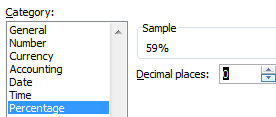 Category:
General
Number
Currency
Accounting
Date
Time
Percentage
Sample
59%
Decimal places: 0